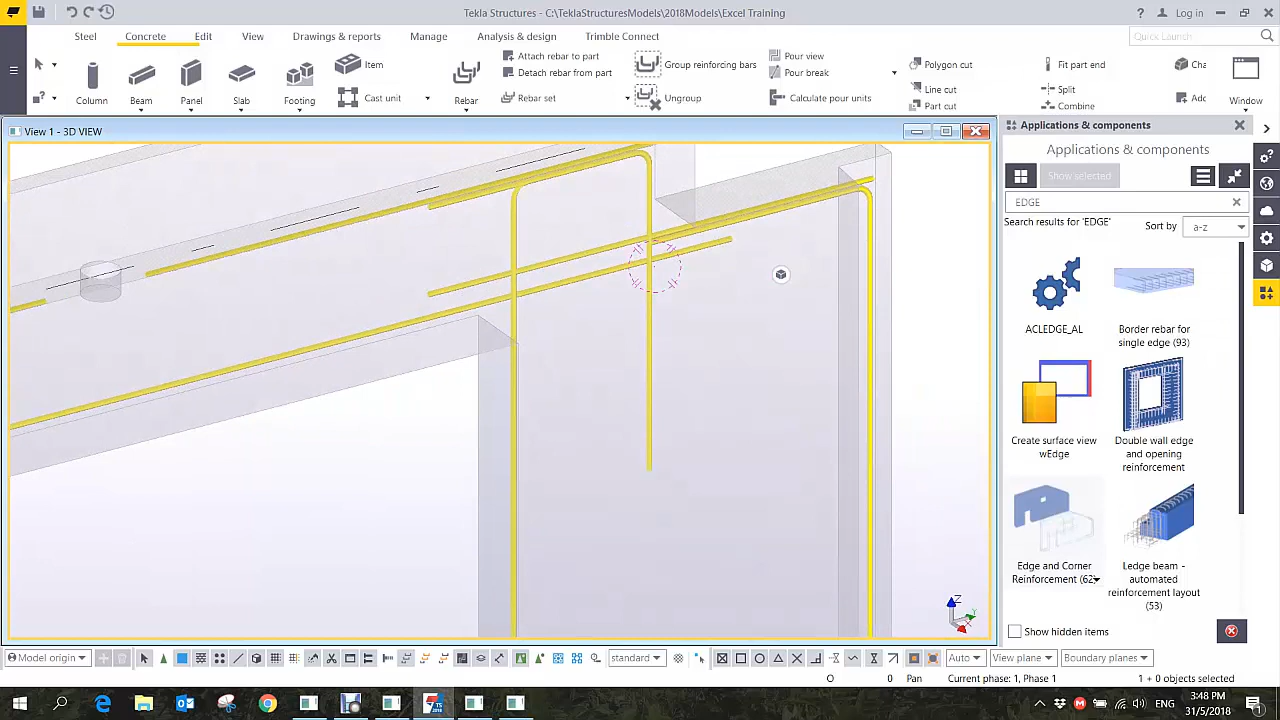 Tekla Structures - C:\TeklaStructuresModels\2018Models\Excel Training
? Log in
Steel Concrete Edit View Drawings & reports Manage Analysis & design Trimble Connect
Quick Launch
Column Beam Panel Slab Footing
Item
Cast unit
Rebar
Attach rebar to part
Detach rebar from part
Rebar set
Group reinforcing bars
Ungroup
Pour view
Pour break
Calculate pour units
Polygon cut
Line cut
Part cut
Fit part end
Split
Combine
Cha
Adc
Window
View 1 - 3D VIEW
Applications & components
Applications & components
Show selected
EDGE
Search results for 'EDGE'
Sort by a-z
ACLEDGE_AL
Border rebar for single edge (93)
Create surface view wEdge
Double wall edge and opening reinforcement
Edge and Corner Reinforcement (62)
Ledge beam - automated reinforcement layout (53)
Show hidden items
Z
Model origin
standard
Auto
View plane
Boundary planes
O 0 Pan Current phase: 1, Phase 1 1 + 0 objects selected
ENG
3:48 PM
31/5/2018